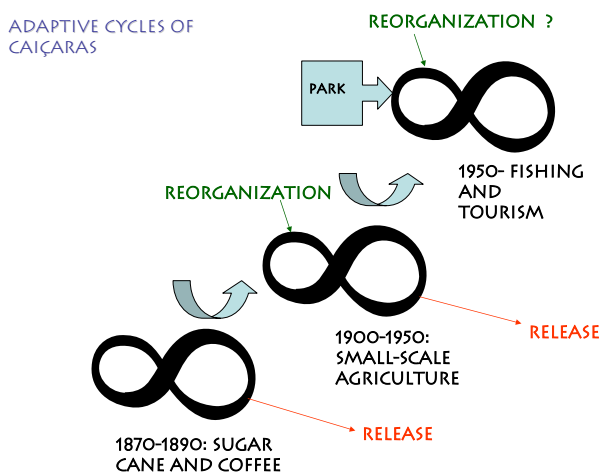 ADAPTIVE CYCLES OF
CAIÇARAS
REORGANIZATION ?
PARK
1950- FISHING
AND
TOURISM
REORGANIZATION
RELEASE
1900-1950:
SMALL-SCALE
AGRICULTURE
RELEASE
1870-1890: SUGAR
CANE AND COFFEE